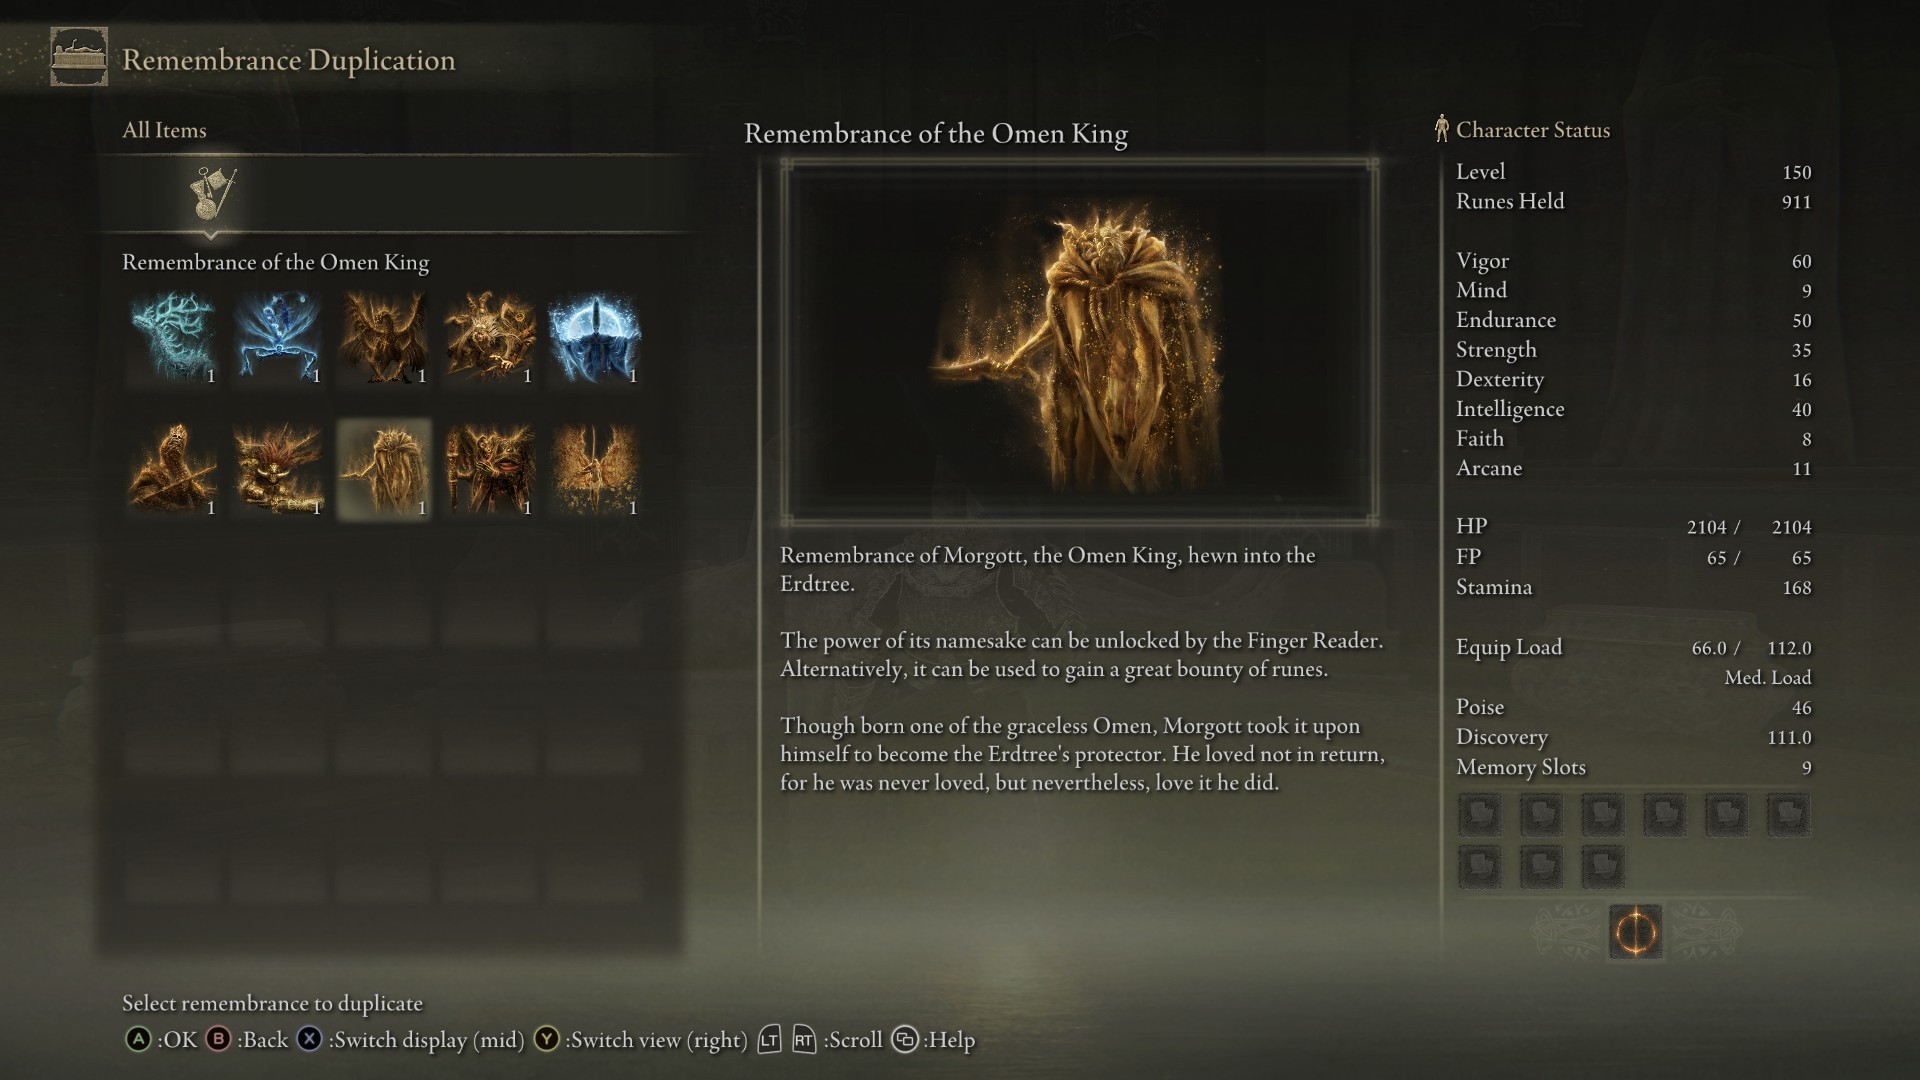 Remembrance Duplication
All Items
Remembrance of the Omen King
1 1 1 1 1
1 1 1 1 1
Remembrance of the Omen King
Remembrance of Morgott, the Omen King, hewn into the
Erdtree.
The power of its namesake can be unlocked by the Finger Reader.
Alternatively, it can be used to gain a great bounty of runes.
Though born one of the graceless Omen, Morgott took it upon
himself to become the Erdtree's protector. He loved not in return,
for he was never loved, but nevertheless, love it he did.
Character Status
Level 150
Runes Held 911
Vigor 60
Mind 9
Endurance 50
Strength 35
Dexterity 16
Intelligence 40
Faith 8
Arcane 11
HP 2104 / 2104
FP 65 / 65
Stamina 168
Equip Load 66.0 / 112.0
Med. Load
Poise 46
Discovery 111.0
Memory Slots 9
Select remembrance to duplicate
A :OK B :Back X :Switch display (mid) Y :Switch view (right) LT RT :Scroll :Help